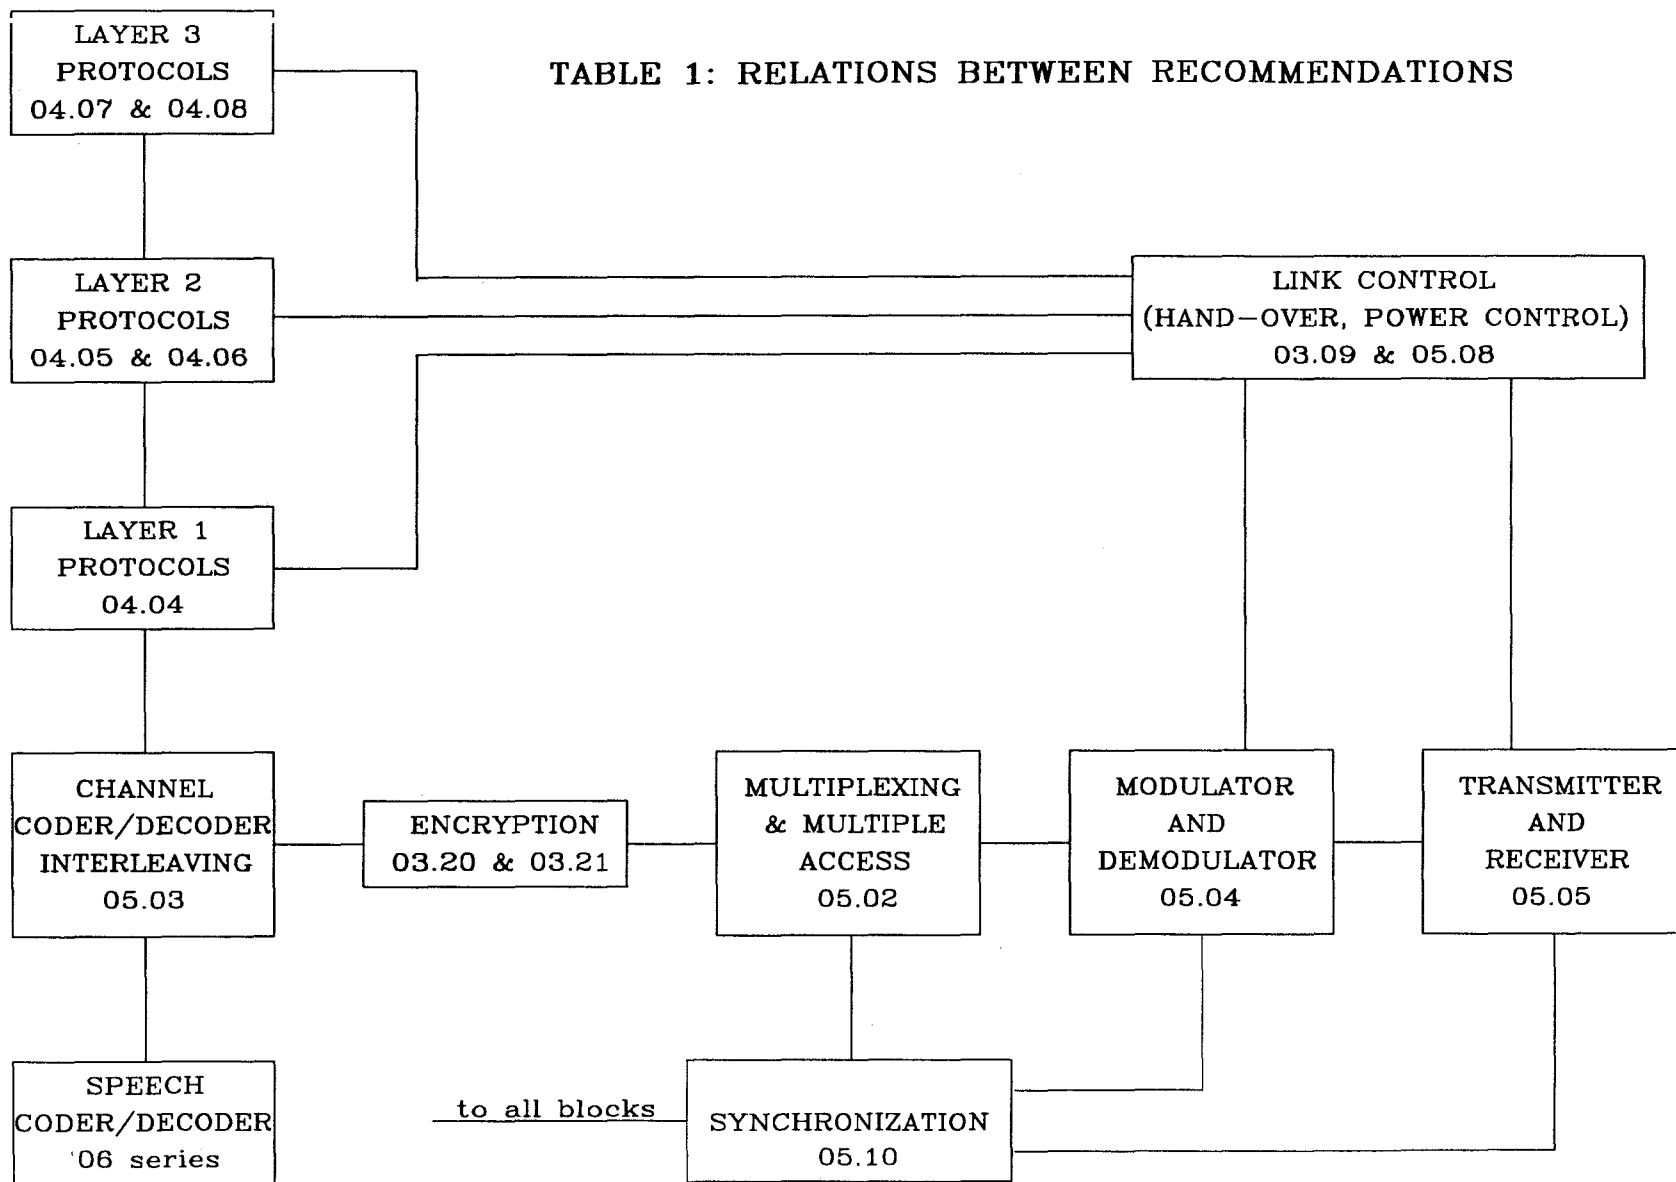 TABLE 1: RELATIONS BETWEEN RECOMMENDATIONS
LAYER 3
PROTOCOLS
04.07 & 04.08
LAYER 2
PROTOCOLS
04.05 & 04.06
LINK CONTROL
(HAND-OVER, POWER CONTROL)
03.09 & 05.08
LAYER 1
PROTOCOLS
04.04
CHANNEL
CODER/DECODER
INTERLEAVING
05.03
ENCRYPTION
03.20 & 03.21
MULTIPLEXING
& MULTIPLE
ACCESS
05.02
MODULATOR
AND
DEMODULATOR
05.04
TRANSMITTER
AND
RECEIVER
05.05
SPEECH
CODER/DECODER
06 series
to all blocks
SYNCHRONIZATION
05.10